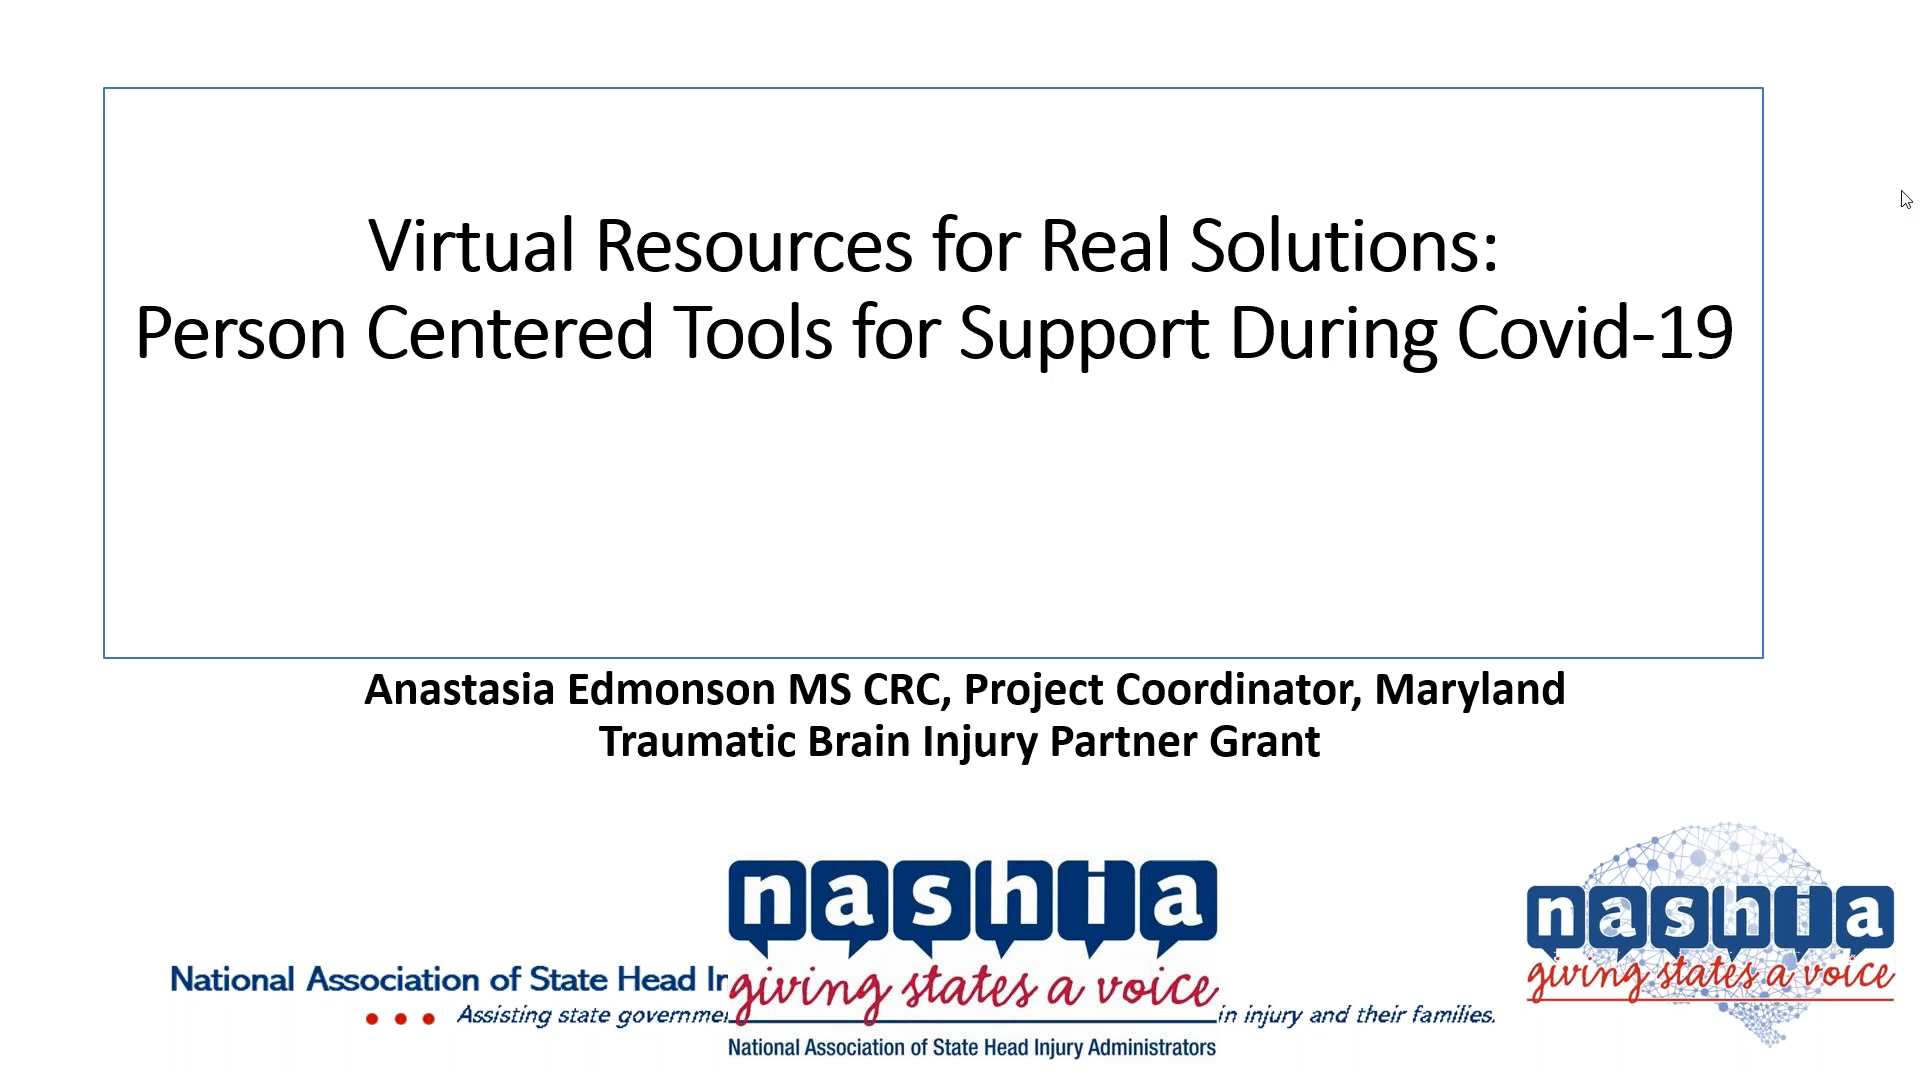 Virtual Resources for Real Solutions:
Person Centered Tools for Support During Covid-19
Anastasia Edmonson MS CRC, Project Coordinator, Maryland
Traumatic Brain Injury Partner Grant
nashia
giving states a voice
National Association of State Head Injury Administrators
National Association of State Head
Assisting state
in injury and their families.
nashia
giving states a voice